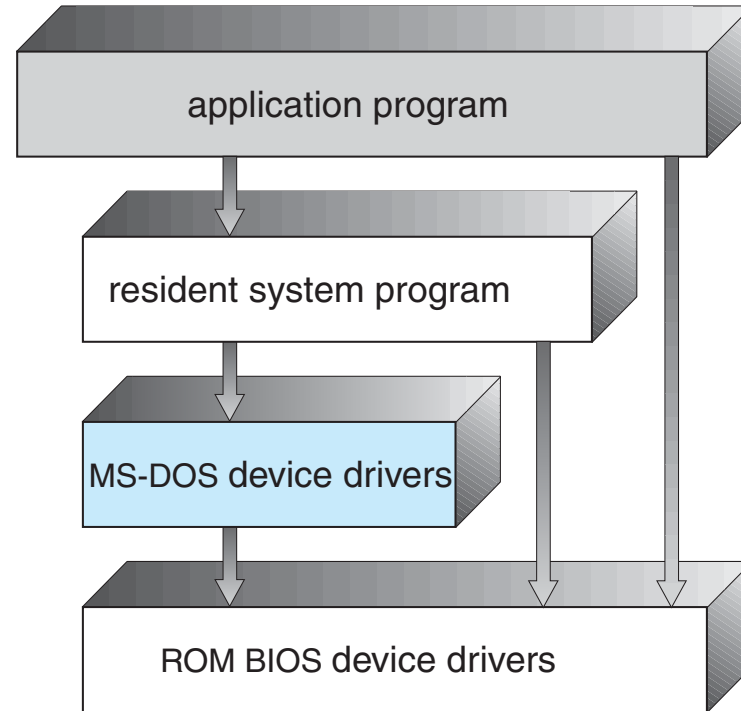 application program
resident system program
MS-DOS device drivers
ROM BIOS device drivers